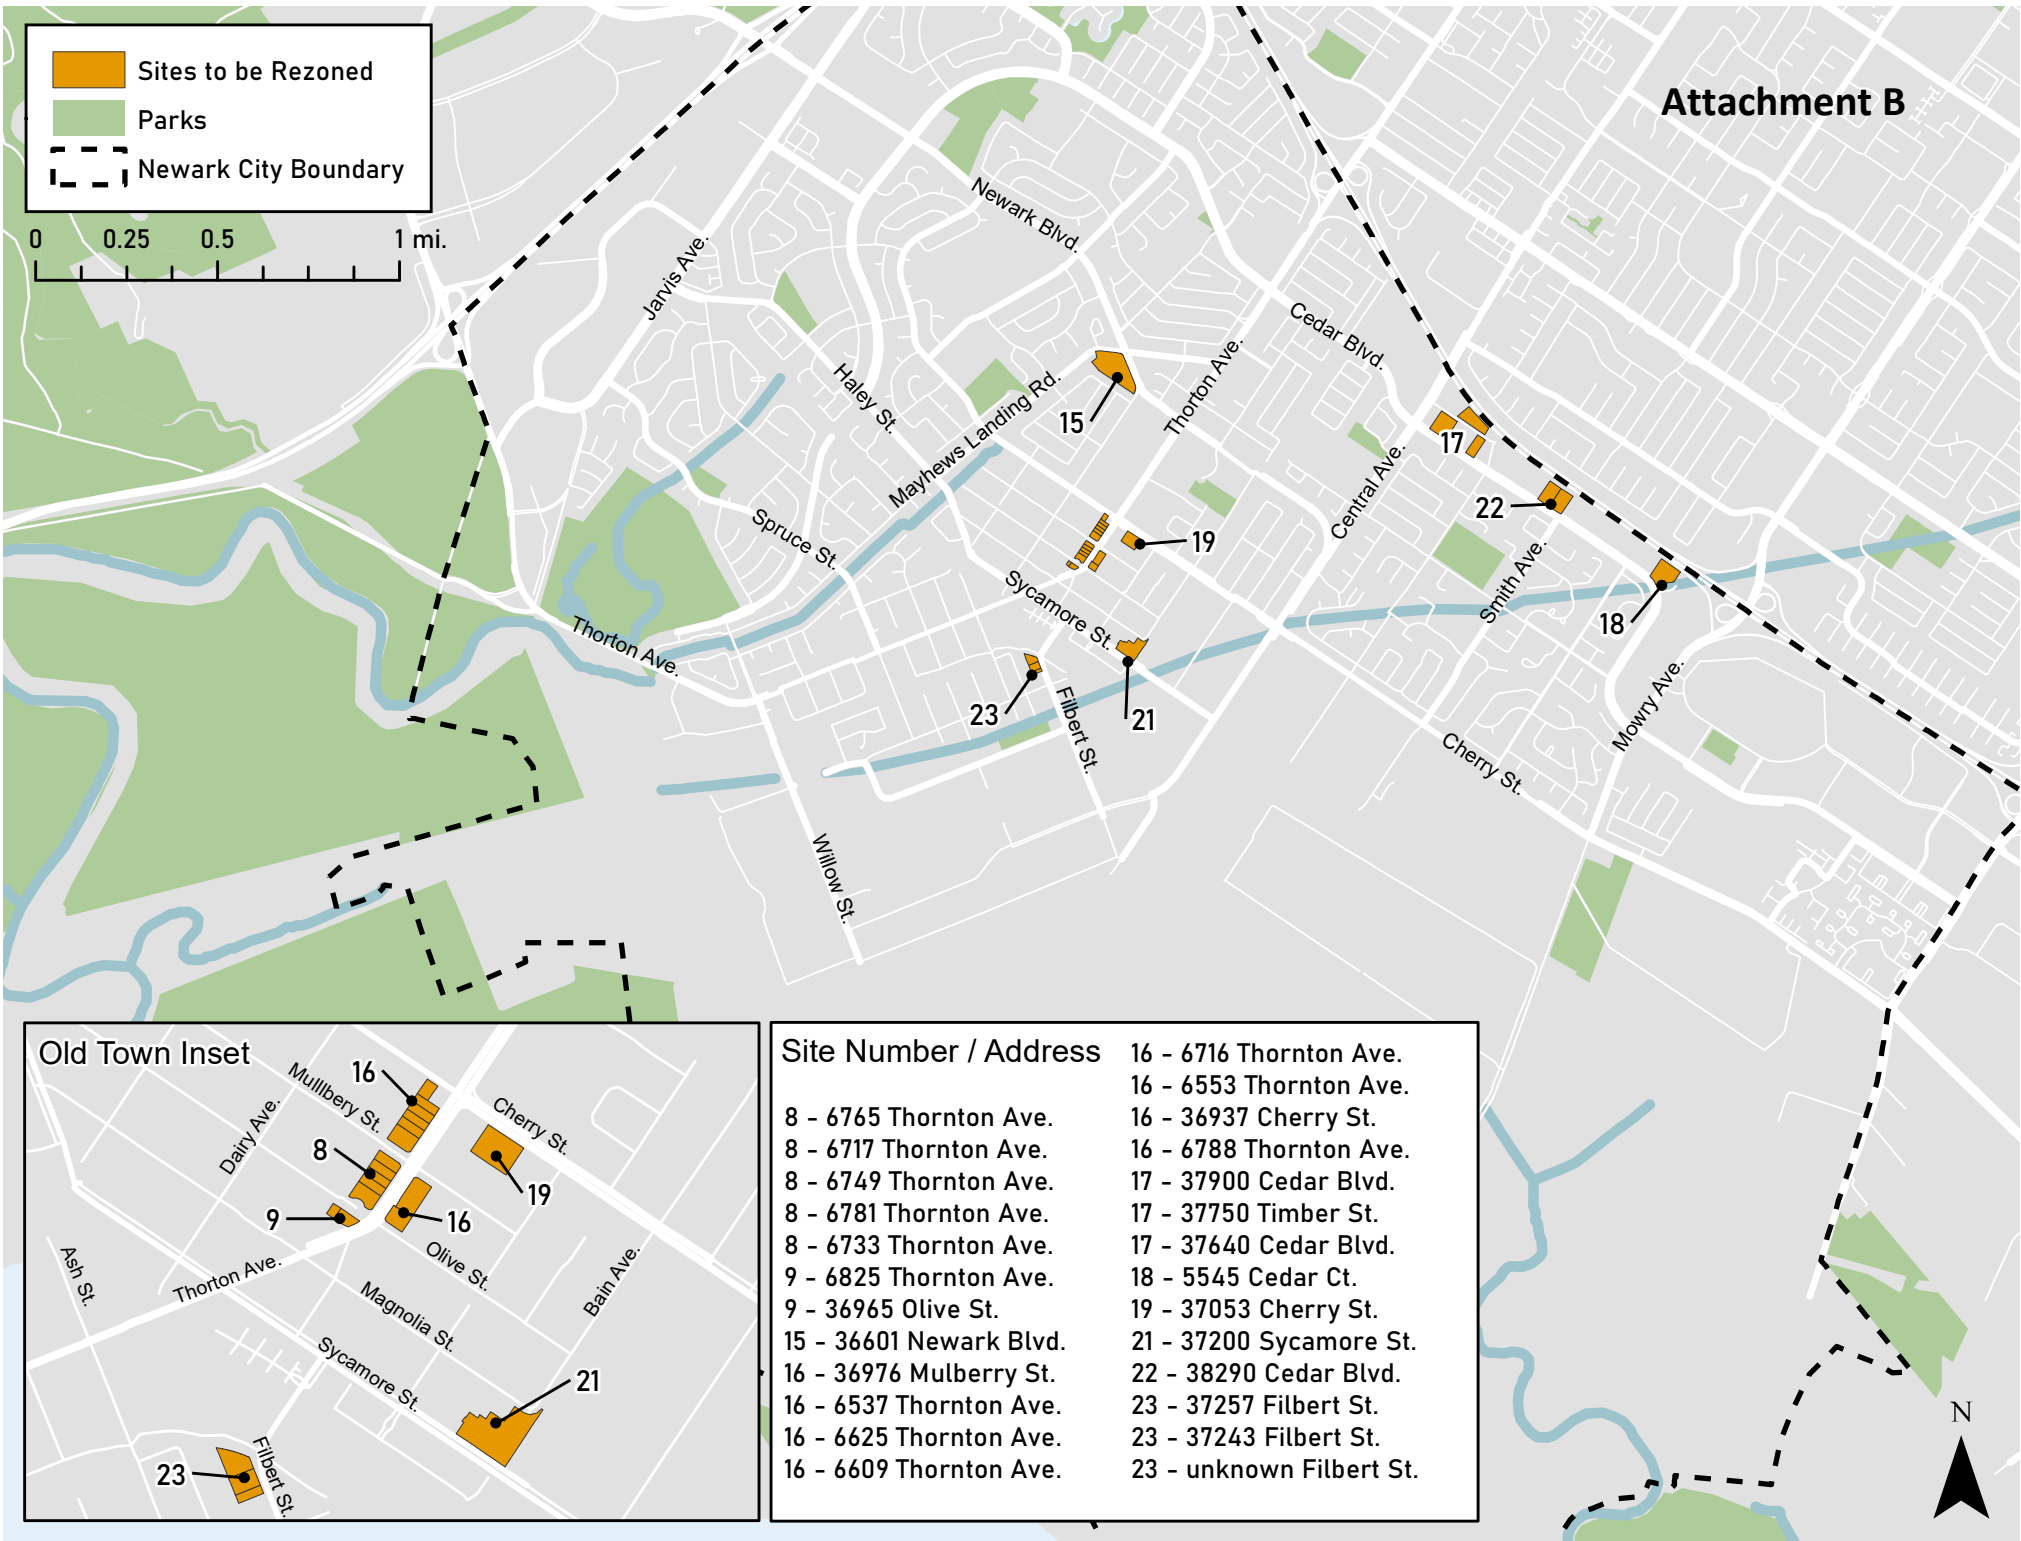 Sites to be Rezoned
Parks
Newark City Boundary
0 0.25 0.5 1 mi.
Attachment B
Newark Blvd.
Jarvis Ave.
Cedar Blvd.
Haley St.
Thorton Ave.
Mayhews Landing Rd.
15
17
Central Ave.
22
Spruce St.
19
Smith Ave.
Sycamore St.
18
Thorton Ave.
23
21
Filbert St.
Mowry Ave.
Cherry St.
Willow St.
Old Town Inset
16
Mulllbery St.
Cherry St.
Dairy Ave.
8
19
9
16
Olive St.
Ash St.
Thorton Ave.
Bain Ave.
Magnolia St.
Sycamore St.
21
Filbert St.
23
Site Number / Address
8 - 6765 Thornton Ave.
8 - 6717 Thornton Ave.
8 - 6749 Thornton Ave.
8 - 6781 Thornton Ave.
8 - 6733 Thornton Ave.
9 - 6825 Thornton Ave.
9 - 36965 Olive St.
15 - 36601 Newark Blvd.
16 - 36976 Mulberry St.
16 - 6537 Thornton Ave.
16 - 6625 Thornton Ave.
16 - 6609 Thornton Ave.
16 - 6716 Thornton Ave.
16 - 6553 Thornton Ave.
16 - 36937 Cherry St.
16 - 6788 Thornton Ave.
17 - 37900 Cedar Blvd.
17 - 37750 Timber St.
17 - 37640 Cedar Blvd.
18 - 5545 Cedar Ct.
19 - 37053 Cherry St.
21 - 37200 Sycamore St.
22 - 38290 Cedar Blvd.
23 - 37257 Filbert St.
23 - 37243 Filbert St.
23 - unknown Filbert St.
N